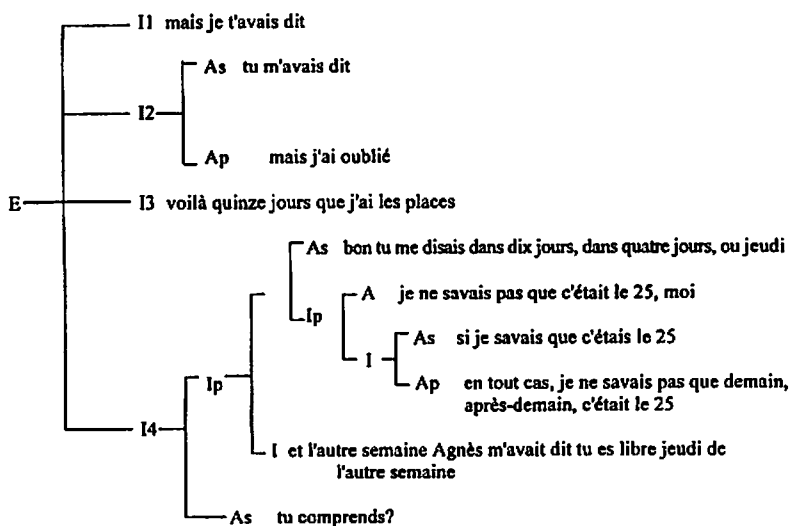 I1 mais je t'avais dit
As tu m'avais dit
I2
Ap mais j'ai oublié
E
I3 voilà quinze jours que j'ai les places
As bon tu me disais dans dix jours, dans quatre jours, ou jeudi
A je ne savais pas que c'était le 25, moi
Ip
As si je savais que c'étais le 25
I
Ap en tout cas, je ne savais pas que demain,
après-demain, c'était le 25
Ip
I4
I et l'autre semaine Agnès m'avait dit tu es libre jeudi de
l'autre semaine
As tu comprends?